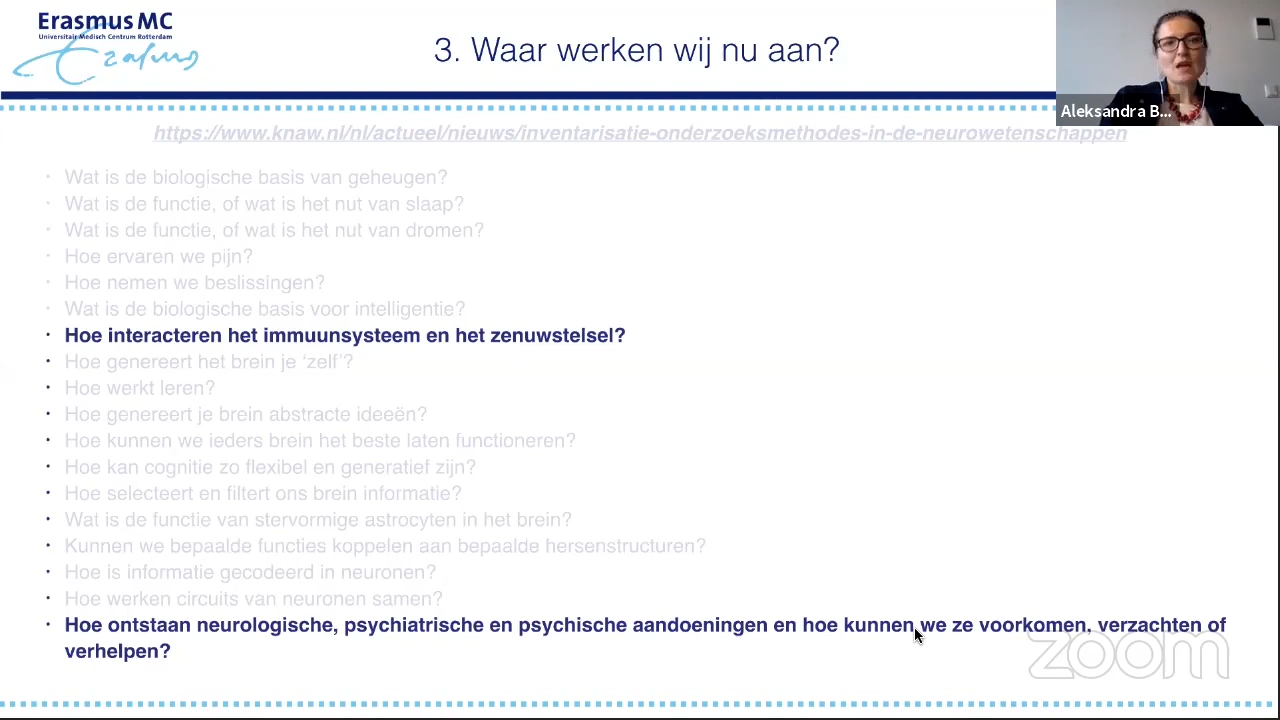 Erasmus MC
Universitair Medisch Centrum Rotterdam
Erasmus
3. Waar werken wij nu aan?
Aleksandra B...
https://www.knaw.nl/nl/actueel/nieuws/inventarisatie-onderzoeksmethodes-in-de-neurowetenschappen
• Wat is de biologische basis van geheugen?
• Wat is de functie, of wat is het nut van slaap?
• Wat is de functie, of wat is het nut van dromen?
• Hoe ervaren we pijn?
• Hoe nemen we beslissingen?
• Wat is de biologische basis voor intelligentie?
• Hoe interacteren het immuunsysteem en het zenuwstelsel?
• Hoe genereert het brein je ‘zelf’?
• Hoe werkt leren?
• Hoe genereert je brein abstracte ideeën?
• Hoe kunnen we ieders brein het beste laten functioneren?
• Hoe kan cognitie zo flexibel en generatief zijn?
• Hoe selecteert en filtert ons brein informatie?
• Wat is de functie van stervormige astrocyten in het brein?
• Kunnen we bepaalde functies koppelen aan bepaalde hersenstructuren?
• Hoe is informatie gecodeerd in neuronen?
• Hoe werken circuits van neuronen samen?
• Hoe ontstaan neurologische, psychiatrische en psychische aandoeningen en hoe kunnen we ze voorkomen, verzachten of
verhelpen?
zoom